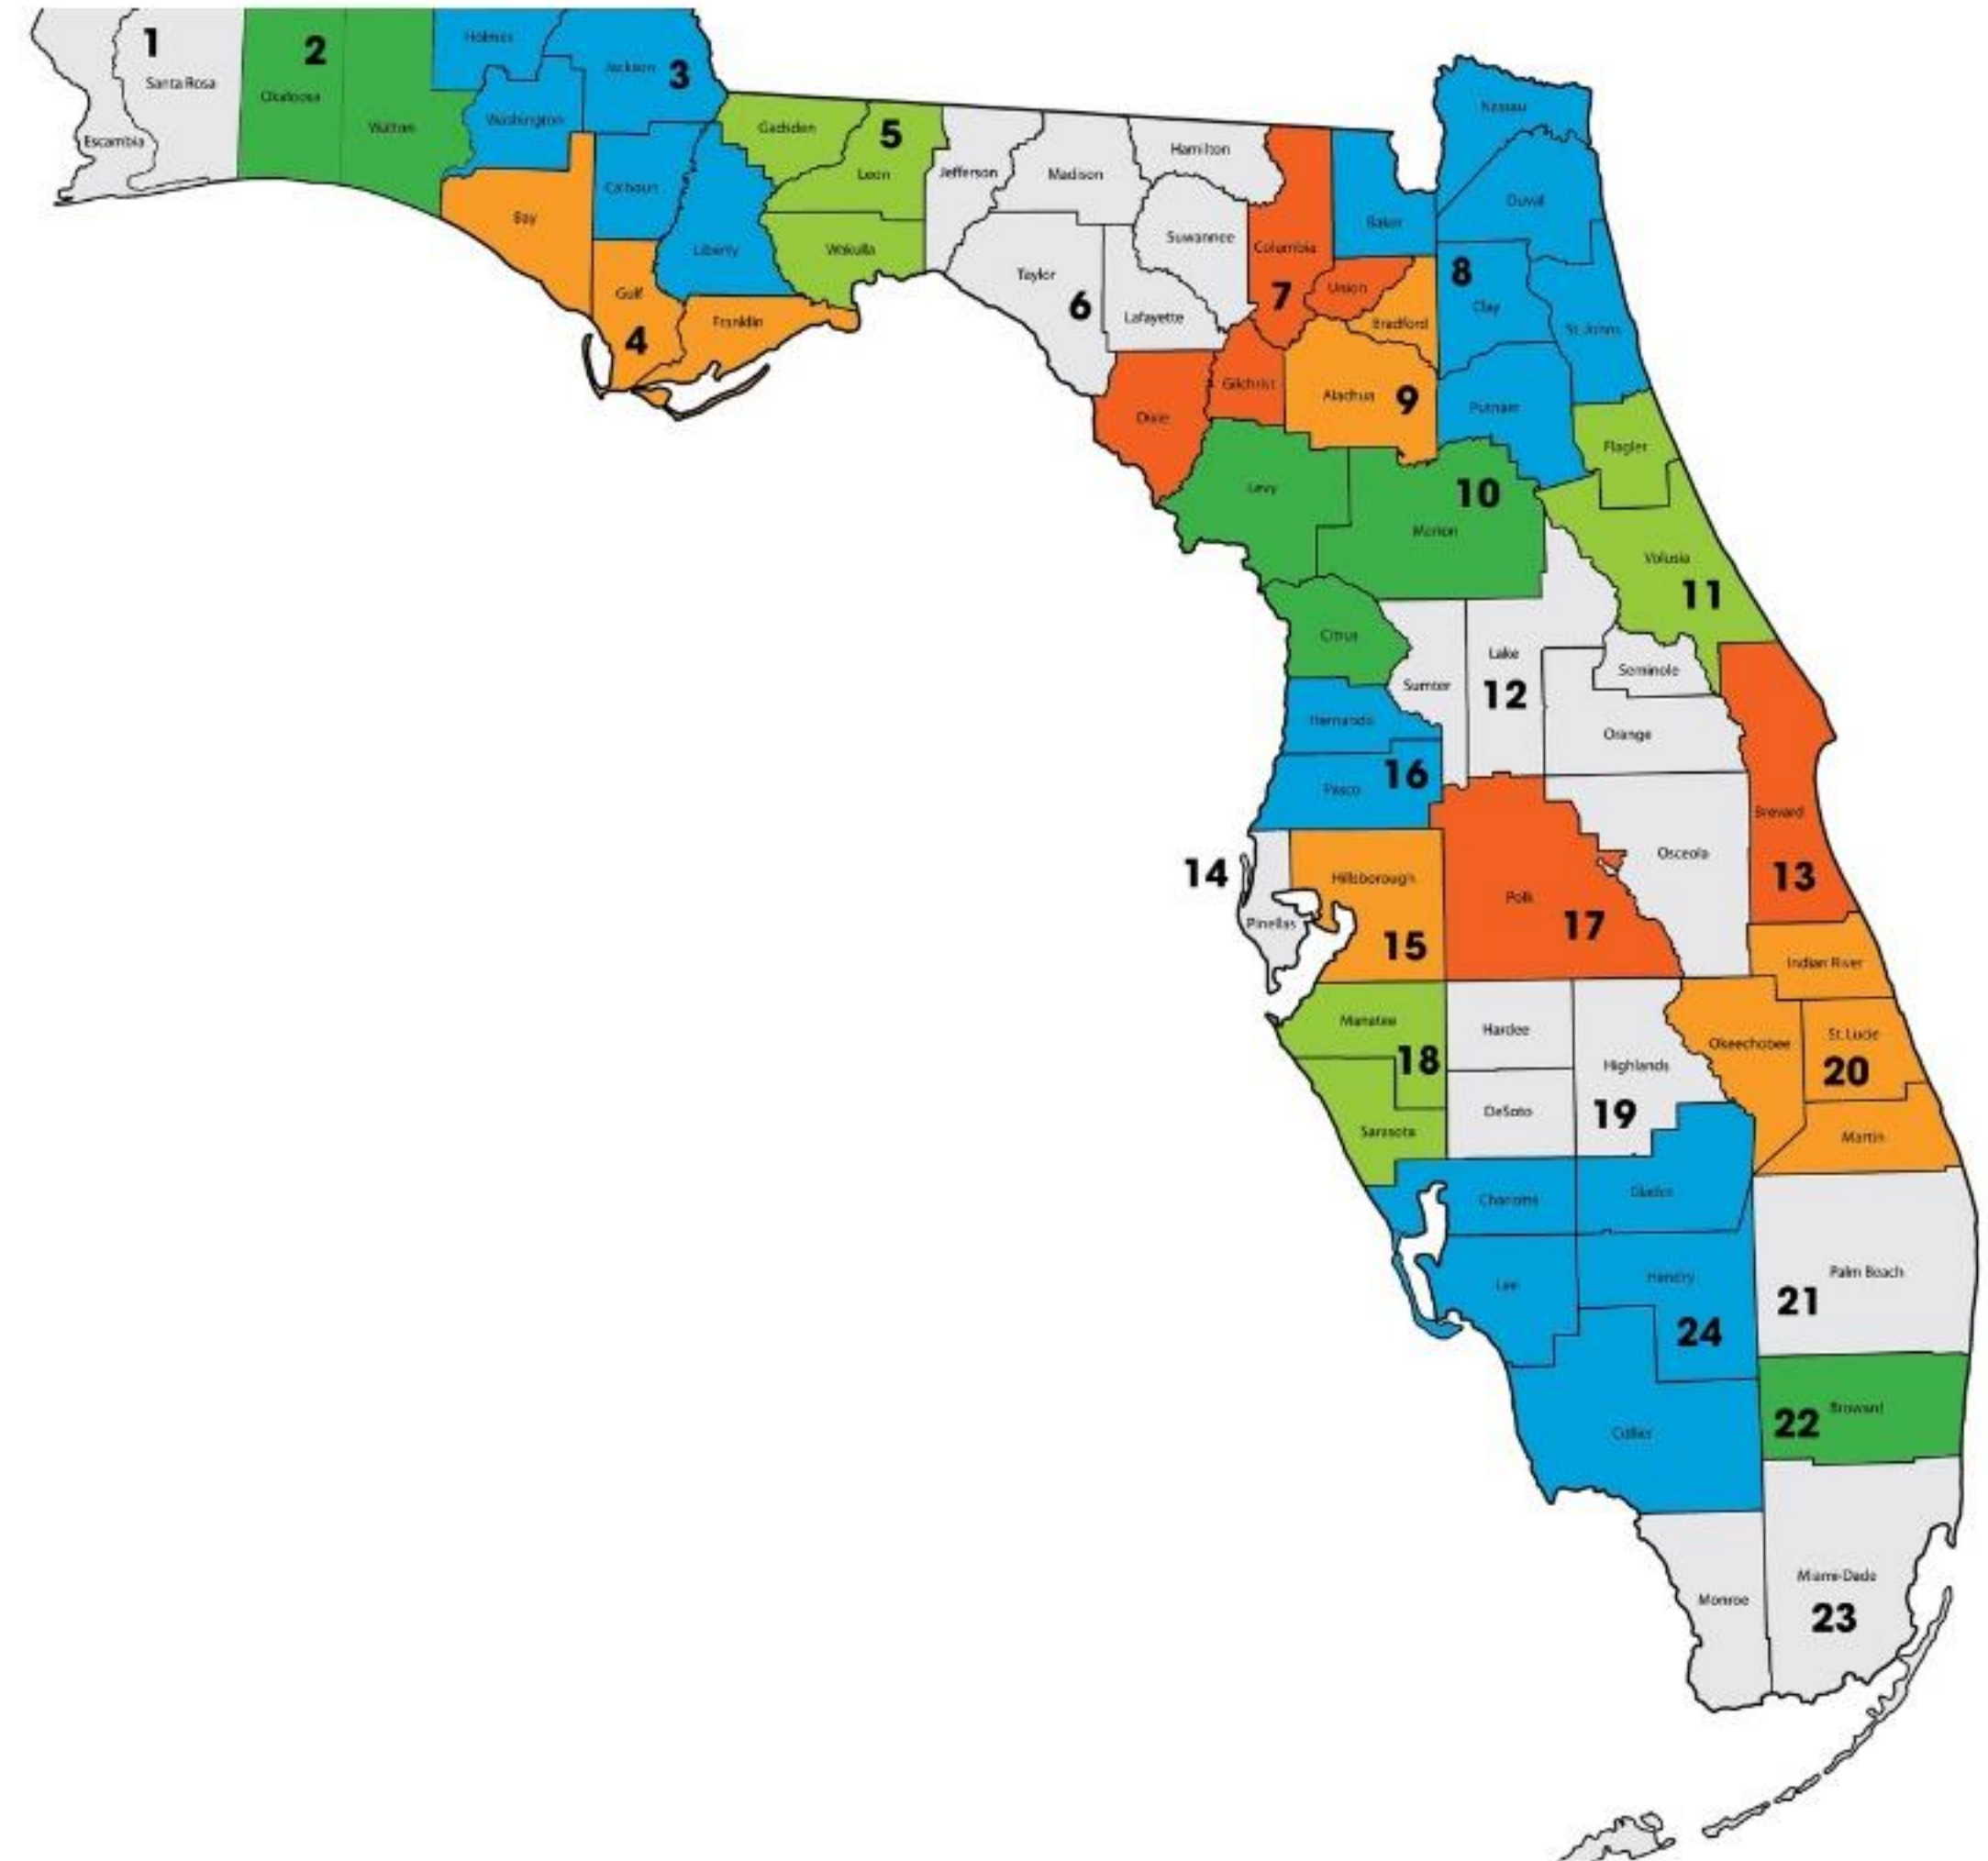 1
Santa Rosa
Escambia
2
Okaloosa
Walton
Holmes
Jackson
3
Washington
Calhoun
Liberty
Bay
Gulf
4
Franklin
Gadsden
5
Leon
Wakulla
Jefferson
Madison
Hamilton
Taylor
6
Lafayette
Suwannee
Columbia
7
Union
Gilchrist
Dixie
Baker
Nassau
Duval
8
Clay
St. Johns
Putnam
Bradford
Alachua
9
Levy
10
Marion
Citrus
Flagler
Volusia
11
Lake
12
Sumter
Seminole
Orange
Osceola
Brevard
13
Hernando
16
Pasco
14
Pinellas
Hillsborough
15
Polk
17
Indian River
Okeechobee
St. Lucie
20
Martin
Manatee
18
Sarasota
Hardee
DeSoto
Highlands
19
Charlotte
Glades
Lee
Hendry
24
Collier
Palm Beach
21
22
Broward
Monroe
Miami-Dade
23